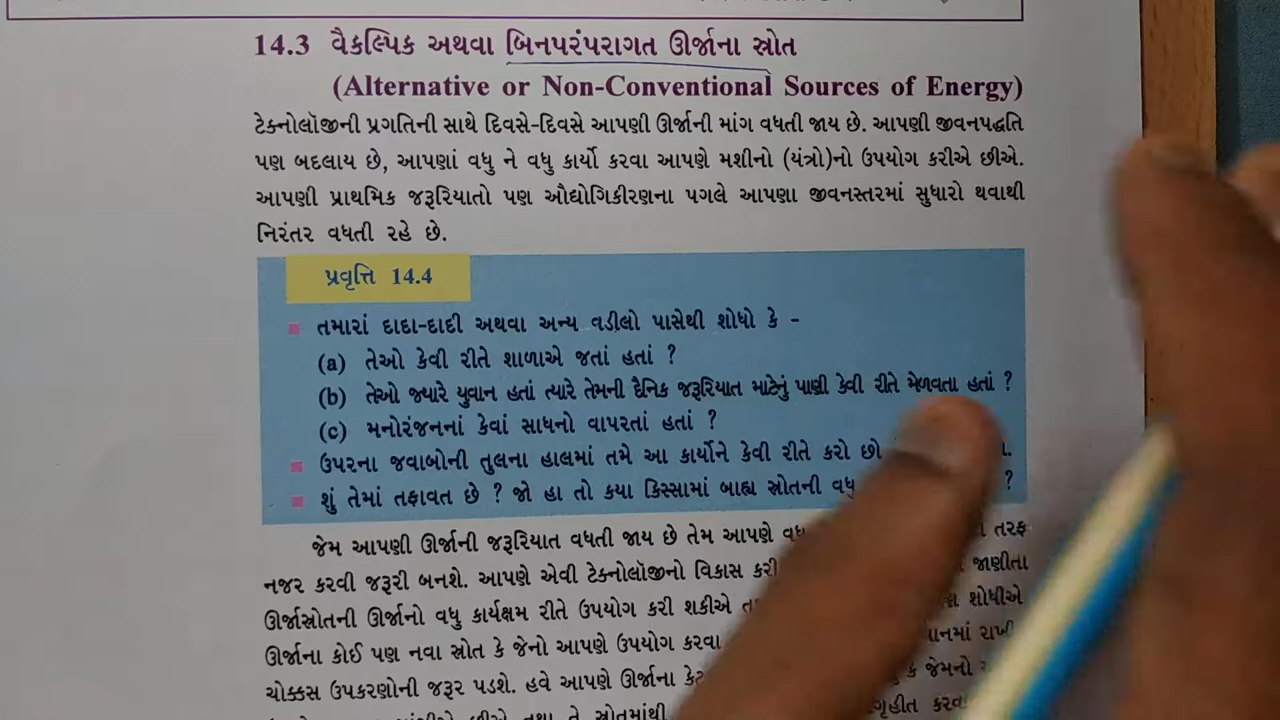 14.3 વૈકલ્પિક અથવા બિનપરંપરાગત ઊર્જાના સ્રોત
(Alternative or Non-Conventional Sources of Energy)
ટેક્નોલૉજીની પ્રગતિની સાથે દિવસે-દિવસે આપણી ઊર્જાની માંગ વધતી જાય છે. આપણી જીવનપદ્ધતિ
પણ બદલાય છે, આપણાં વધુ ને વધુ કાર્યો કરવા આપણે મશીનો (યંત્રો)નો ઉપયોગ કરીએ છીએ.
આપણી પ્રાથમિક જરૂરિયાતો પણ ઔદ્યોગિકીરણના પગલે આપણા જીવનસ્તરમાં સુધારો થવાથી
નિરંતર વધતી રહે છે.
પ્રવૃત્તિ 14.4
તમારાં દાદા-દાદી અથવા અન્ય વડીલો પાસેથી શોધો કે -
(a) તેઓ કેવી રીતે શાળાએ જતાં હતાં ?
(b) તેઓ જ્યારે યુવાન હતાં ત્યારે તેમની દૈનિક જરૂરિયાત માટેનું પાણી કેવી રીતે મેળવતા હતાં ?
(c) મનોરંજનનાં કેવાં સાધનો વાપરતાં હતાં ?
ઉપરના જવાબોની તુલના હાલમાં તમે આ કાર્યોને કેવી રીતે કરો છો
શું તેમાં તફાવત છે ? જો હા તો કયા કિસ્સામાં બાહ્ય સ્રોતની વધુ ?
જેમ આપણી ઊર્જાની જરૂરિયાત વધતી જાય છે તેમ આપણે તરફ
નજર કરવી જરૂરી બનશે. આપણે એવી ટેક્નોલૉજીનો વિકાસ કરી જાણીતા
ઊર્જાસ્રોતની ઊર્જાનો વધુ કાર્યક્ષમ રીતે ઉપયોગ કરી શકીએ શોધીએ
ઊર્જાના કોઈ પણ નવા સ્રોત કે જેનો આપણે ઉપયોગ કરવા રાખી
ચોક્કસ ઉપકરણોની જરૂર પડશે. હવે આપણે ઊર્જાના કે જેમનો
તે સ્રોતમાંથી